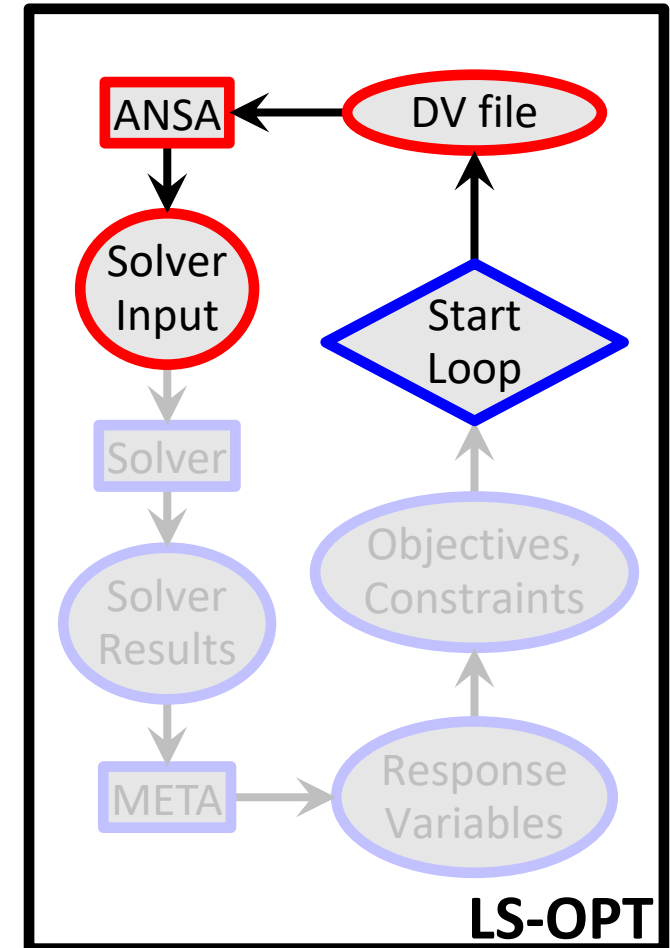 ANSA
DV file
Solver
Input
Start
Loop
Solver
Objectives,
Constraints
Solver
Results
META
Response
Variables
LS-OPT